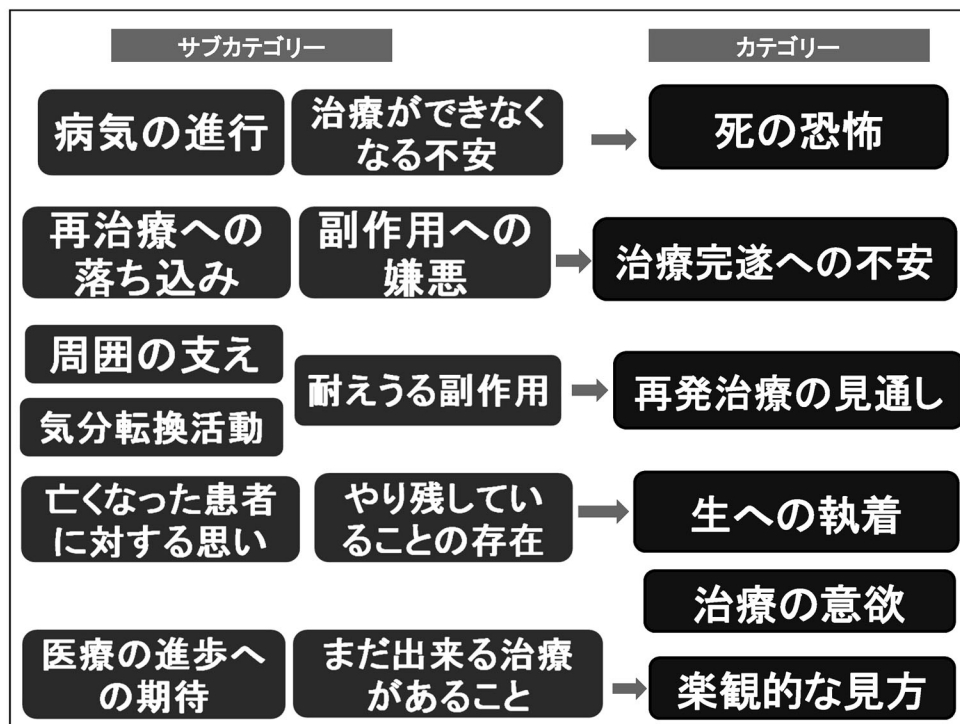 サブカテゴリー
カテゴリー
病気の進行
治療ができなく
なる不安
死の恐怖
再治療への
落ち込み
副作用への
嫌悪
治療完遂への不安
周囲の支え
気分転換活動
耐えうる副作用
再発治療の見通し
亡くなった患者
に対する思い
やり残してい
ることの存在
生への執着
治療の意欲
医療の進歩へ
の期待
まだ出来る治療
があること
楽観的な見方